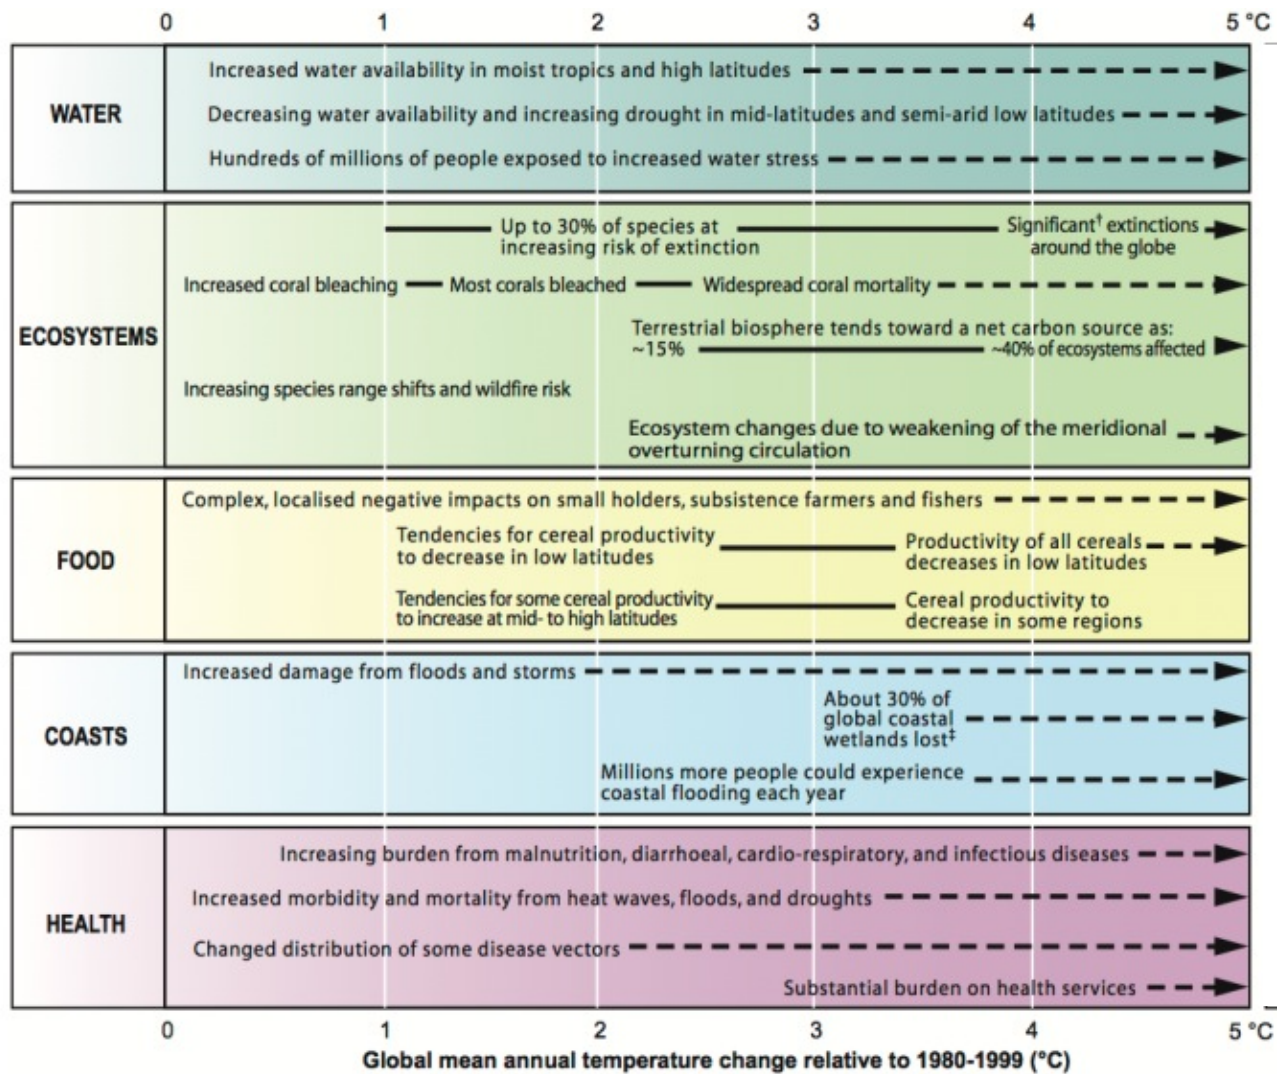 0 1 2 3 4 5 °C
WATER
Increased water availability in moist tropics and high latitudes
Decreasing water availability and increasing drought in mid-latitudes and semi-arid low latitudes
Hundreds of millions of people exposed to increased water stress
ECOSYSTEMS
Up to 30% of species at
increasing risk of extinction
Significant† extinctions
around the globe
Increased coral bleaching Most corals bleached Widespread coral mortality
Terrestrial biosphere tends toward a net carbon source as:
~15% ~40% of ecosystems affected
Increasing species range shifts and wildfire risk
Ecosystem changes due to weakening of the meridional
overturning circulation
FOOD
Complex, localised negative impacts on small holders, subsistence farmers and fishers
Tendencies for cereal productivity
to decrease in low latitudes
Productivity of all cereals
decreases in low latitudes
Tendencies for some cereal productivity
to increase at mid- to high latitudes
Cereal productivity to
decrease in some regions
COASTS
Increased damage from floods and storms
About 30% of
global coastal
wetlands lost‡
Millions more people could experience
coastal flooding each year
HEALTH
Increasing burden from malnutrition, diarrhoeal, cardio-respiratory, and infectious diseases
Increased morbidity and mortality from heat waves, floods, and droughts
Changed distribution of some disease vectors
Substantial burden on health services
0 1 2 3 4 5 °C
Global mean annual temperature change relative to 1980-1999 (°C)